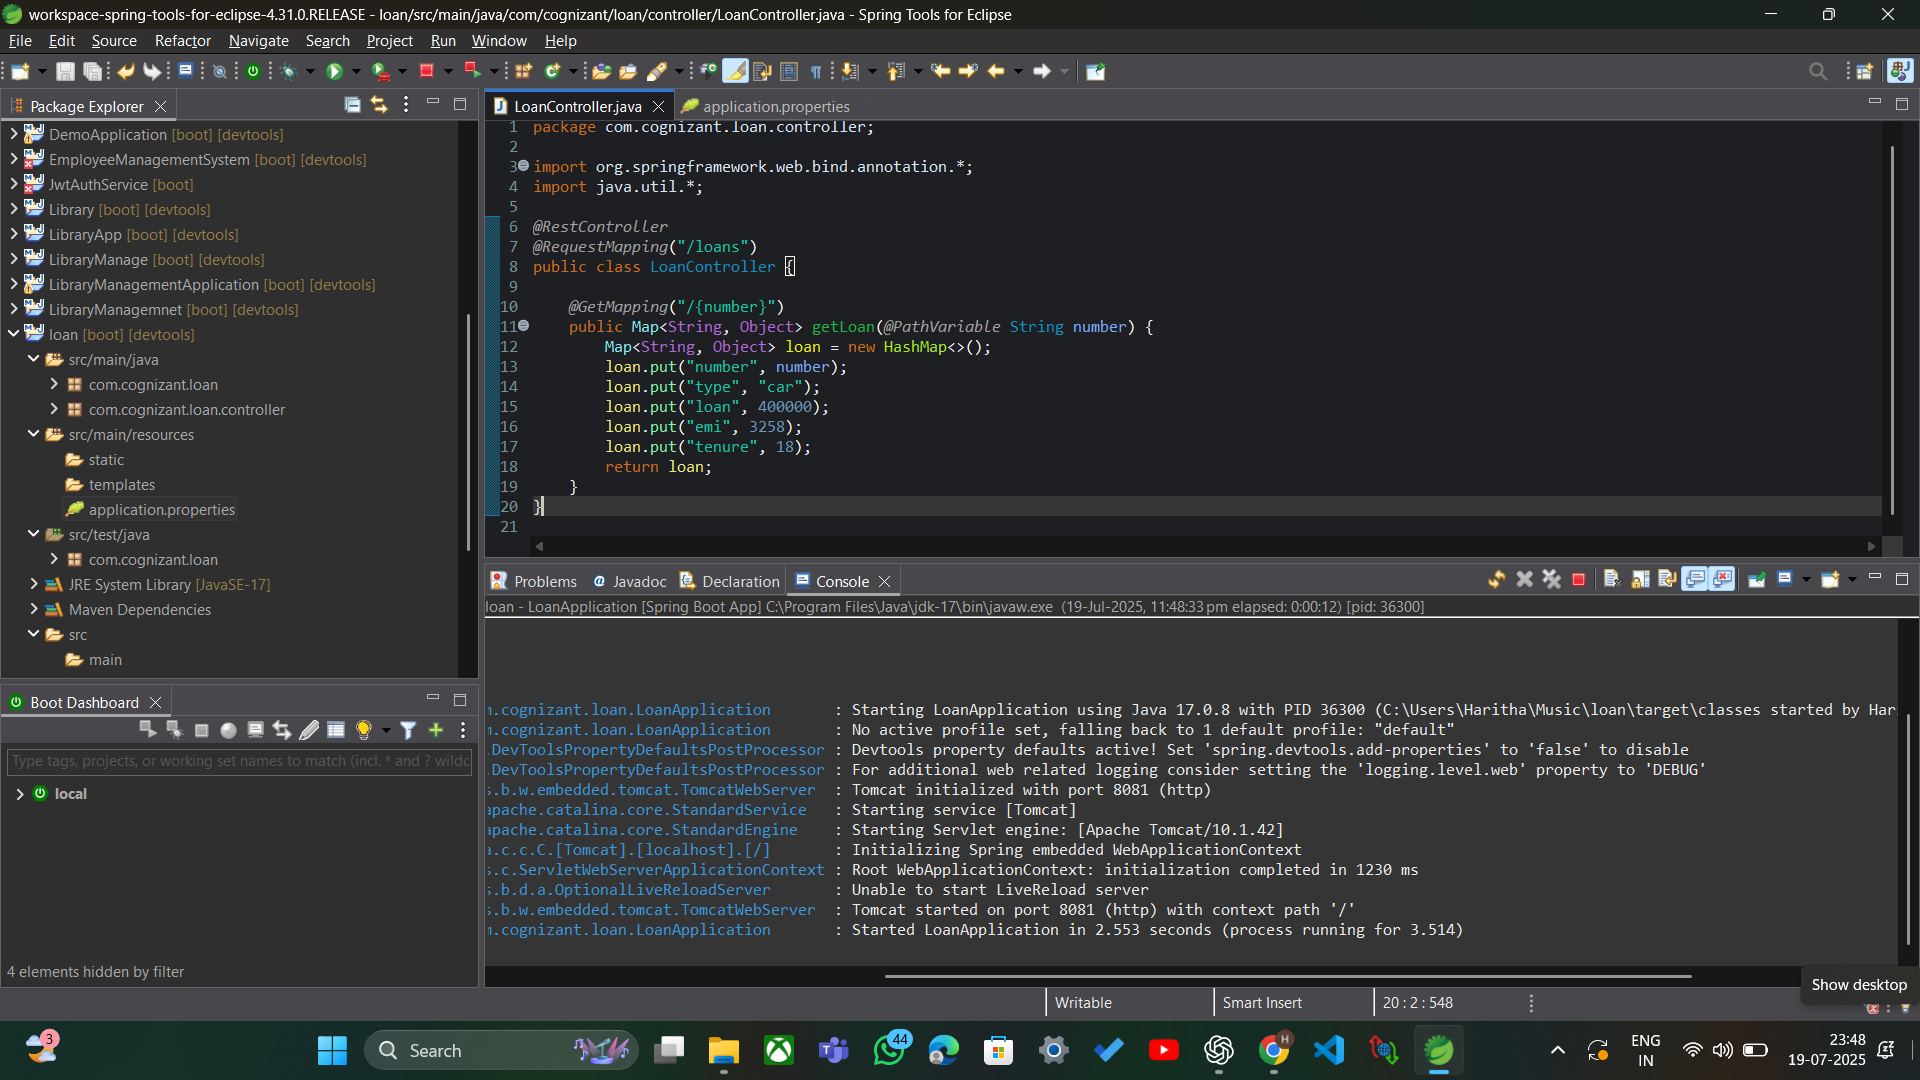 workspace-spring-tools-for-eclipse-4.31.0.RELEASE - loan/src/main/java/com/cognizant/loan/controller/LoanController.java - Spring Tools for Eclipse
File Edit Source Refactor Navigate Search Project Run Window Help
Package Explorer
DemoApplication [boot] [devtools]
EmployeeManagementSystem [boot] [devtools]
JwtAuthService [boot]
Library [boot] [devtools]
LibraryApp [boot] [devtools]
LibraryManage [boot] [devtools]
LibraryManagementApplication [boot] [devtools]
LibraryManagemnet [boot] [devtools]
loan [boot] [devtools]
src/main/java
com.cognizant.loan
com.cognizant.loan.controller
src/main/resources
static
templates
application.properties
src/test/java
com.cognizant.loan
JRE System Library [JavaSE-17]
Maven Dependencies
src
main
Boot Dashboard
Type tags, projects, or working set names to match (incl. * and ? wildc
local
4 elements hidden by filter
LoanController.java application.properties
1 package com.cognizant.loan.controller;
2
3 import org.springframework.web.bind.annotation.*;
4 import java.util.*;
5
6 @RestController
7 @RequestMapping("/loans")
8 public class LoanController {
9
10 @GetMapping("/{number}")
11 public Map<String, Object> getLoan(@PathVariable String number) {
12 Map<String, Object> loan = new HashMap<>();
13 loan.put("number", number);
14 loan.put("type", "car");
15 loan.put("loan", 400000);
16 loan.put("emi", 3258);
17 loan.put("tenure", 18);
18 return loan;
19 }
20 }
21
Problems Javadoc Declaration Console
loan - LoanApplication [Spring Boot App] C:\Program Files\Java\jdk-17\bin\javaw.exe (19-Jul-2025, 11:48:33 pm elapsed: 0:00:12) [pid: 36300]
.cognizant.loan.LoanApplication : Starting LoanApplication using Java 17.0.8 with PID 36300 (C:\Users\Haritha\Music\loan\target\classes started by Har
.cognizant.loan.LoanApplication : No active profile set, falling back to 1 default profile: "default"
.DevToolsPropertyDefaultsPostProcessor : Devtools property defaults active! Set 'spring.devtools.add-properties' to 'false' to disable
.DevToolsPropertyDefaultsPostProcessor : For additional web related logging consider setting the 'logging.level.web' property to 'DEBUG'
.b.w.embedded.tomcat.TomcatWebServer : Tomcat initialized with port 8081 (http)
apache.catalina.core.StandardService : Starting service [Tomcat]
apache.catalina.core.StandardEngine : Starting Servlet engine: [Apache Tomcat/10.1.42]
.c.c.C.[Tomcat].[localhost].[/] : Initializing Spring embedded WebApplicationContext
.c.ServletWebServerApplicationContext : Root WebApplicationContext: initialization completed in 1230 ms
.b.d.a.OptionalLiveReloadServer : Unable to start LiveReload server
.b.w.embedded.tomcat.TomcatWebServer : Tomcat started on port 8081 (http) with context path '/'
.cognizant.loan.LoanApplication : Started LoanApplication in 2.553 seconds (process running for 3.514)
Show desktop
Writable Smart Insert 20 : 2 : 548
3
Search
44
H
ENG
IN
23:48
19-07-2025